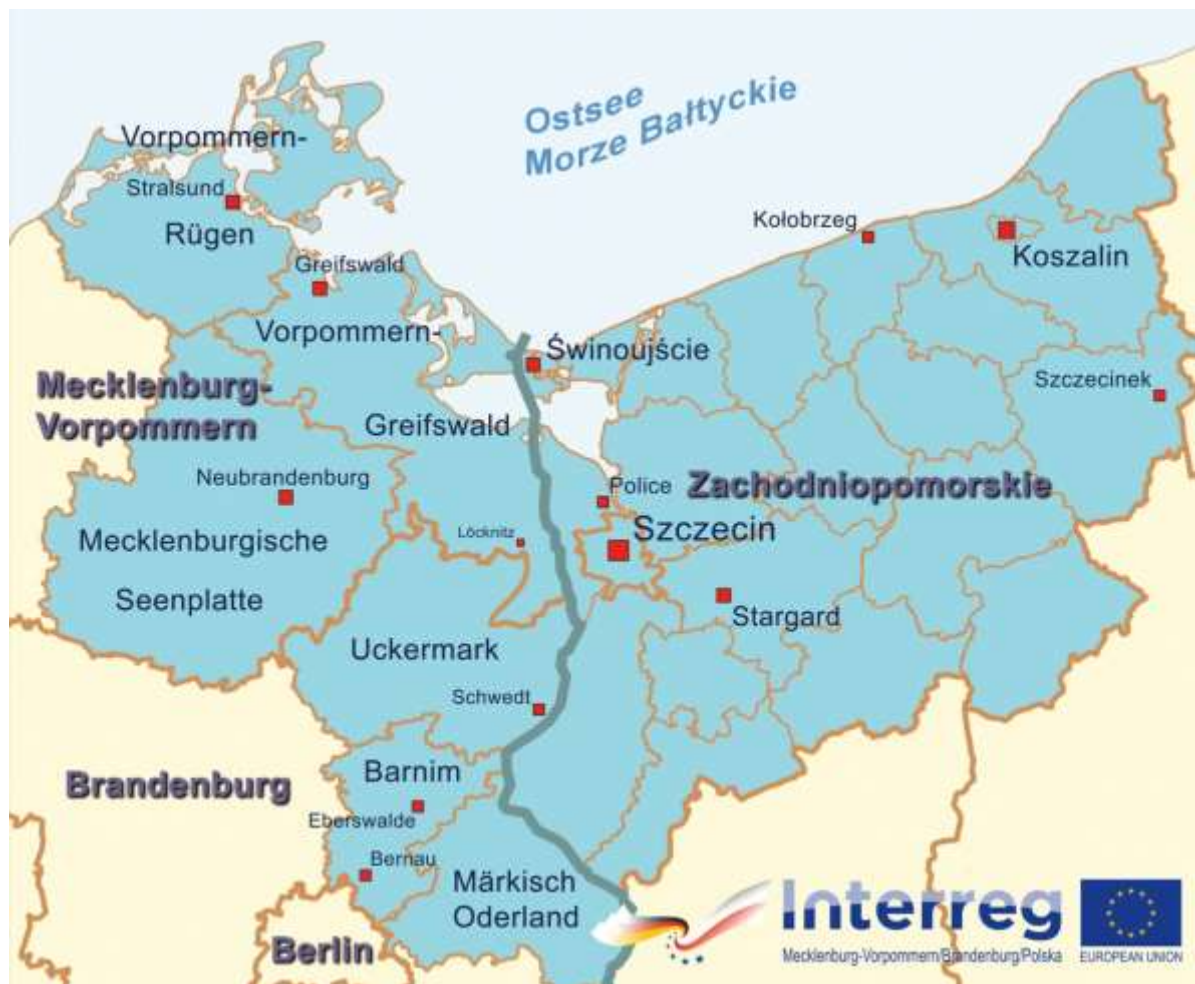 Ostsee
Morze Bałtyckie
Vorpommern-
Stralsund
Rügen
Kołobrzeg
Koszalin
Greifswald
Vorpommern-
Świnoujście
Mecklenburg-
Vorpommern
Szczecinek
Greifswald
Neubrandenburg
Police
Zachodniopomorskie
Mecklenburgische
Löcknitz
Szczecin
Seenplatte
Stargard
Uckermark
Schwedt
Brandenburg
Barnim
Eberswalde
Bernau
Märkisch
Oderland
Berlin
Interreg
Mecklenburg-Vorpommern/Brandenburg/Polska
EUROPEAN UNION